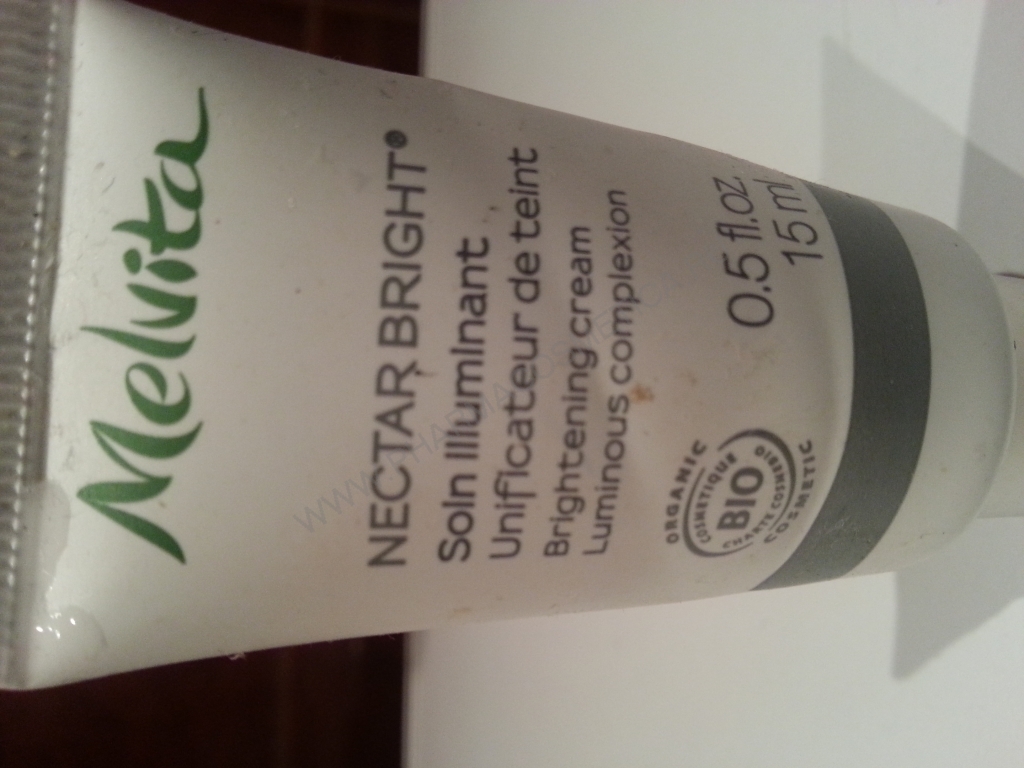 Melvita
NECTAR BRIGHT®
Soin Illuminant
Unificateur de teint
Brightening cream
Luminous complexion
ORGANIC
COSMETIQUE
BIO
CHARTE COSMEBIO
COSMETIC
0.5 fl.oz.
15 ml